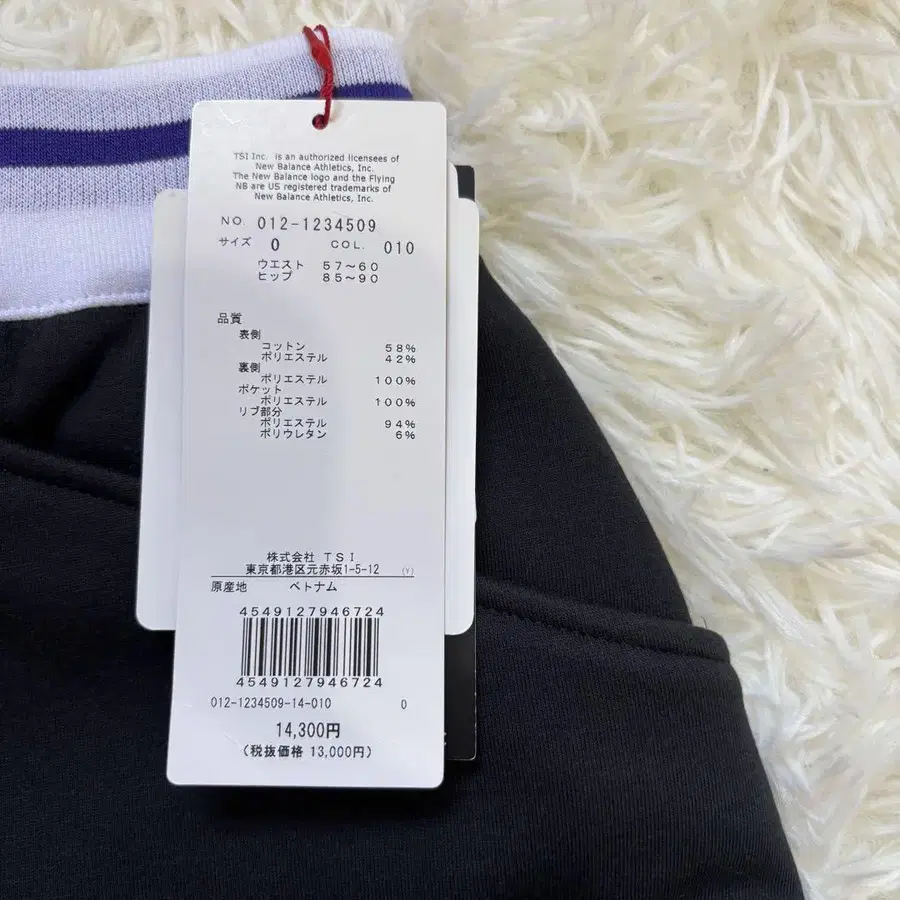 TSI Inc. is an authorized licensees of
New Balance Athletics, Inc.
The New Balance logo and the Flying
NB are US registered trademarks of
New Balance Athletics, Inc.
NO. 012-1234509
サイズ 0 COL. 010
ウエスト 57～60
ヒップ 85～90
品質
表側
コットン 58%
ポリエステル 42%
裏側
ポリエステル 100%
ポケット
ポリエステル 100%
リブ部分
ポリエステル 94%
ポリウレタン 6%
株式会社 TSI
東京都港区元赤坂1-5-12 (Y)
原産地 ベトナム
4549127946724
4549127946724
012-1234509-14-010 0
14,300円
(税抜価格 13,000円)